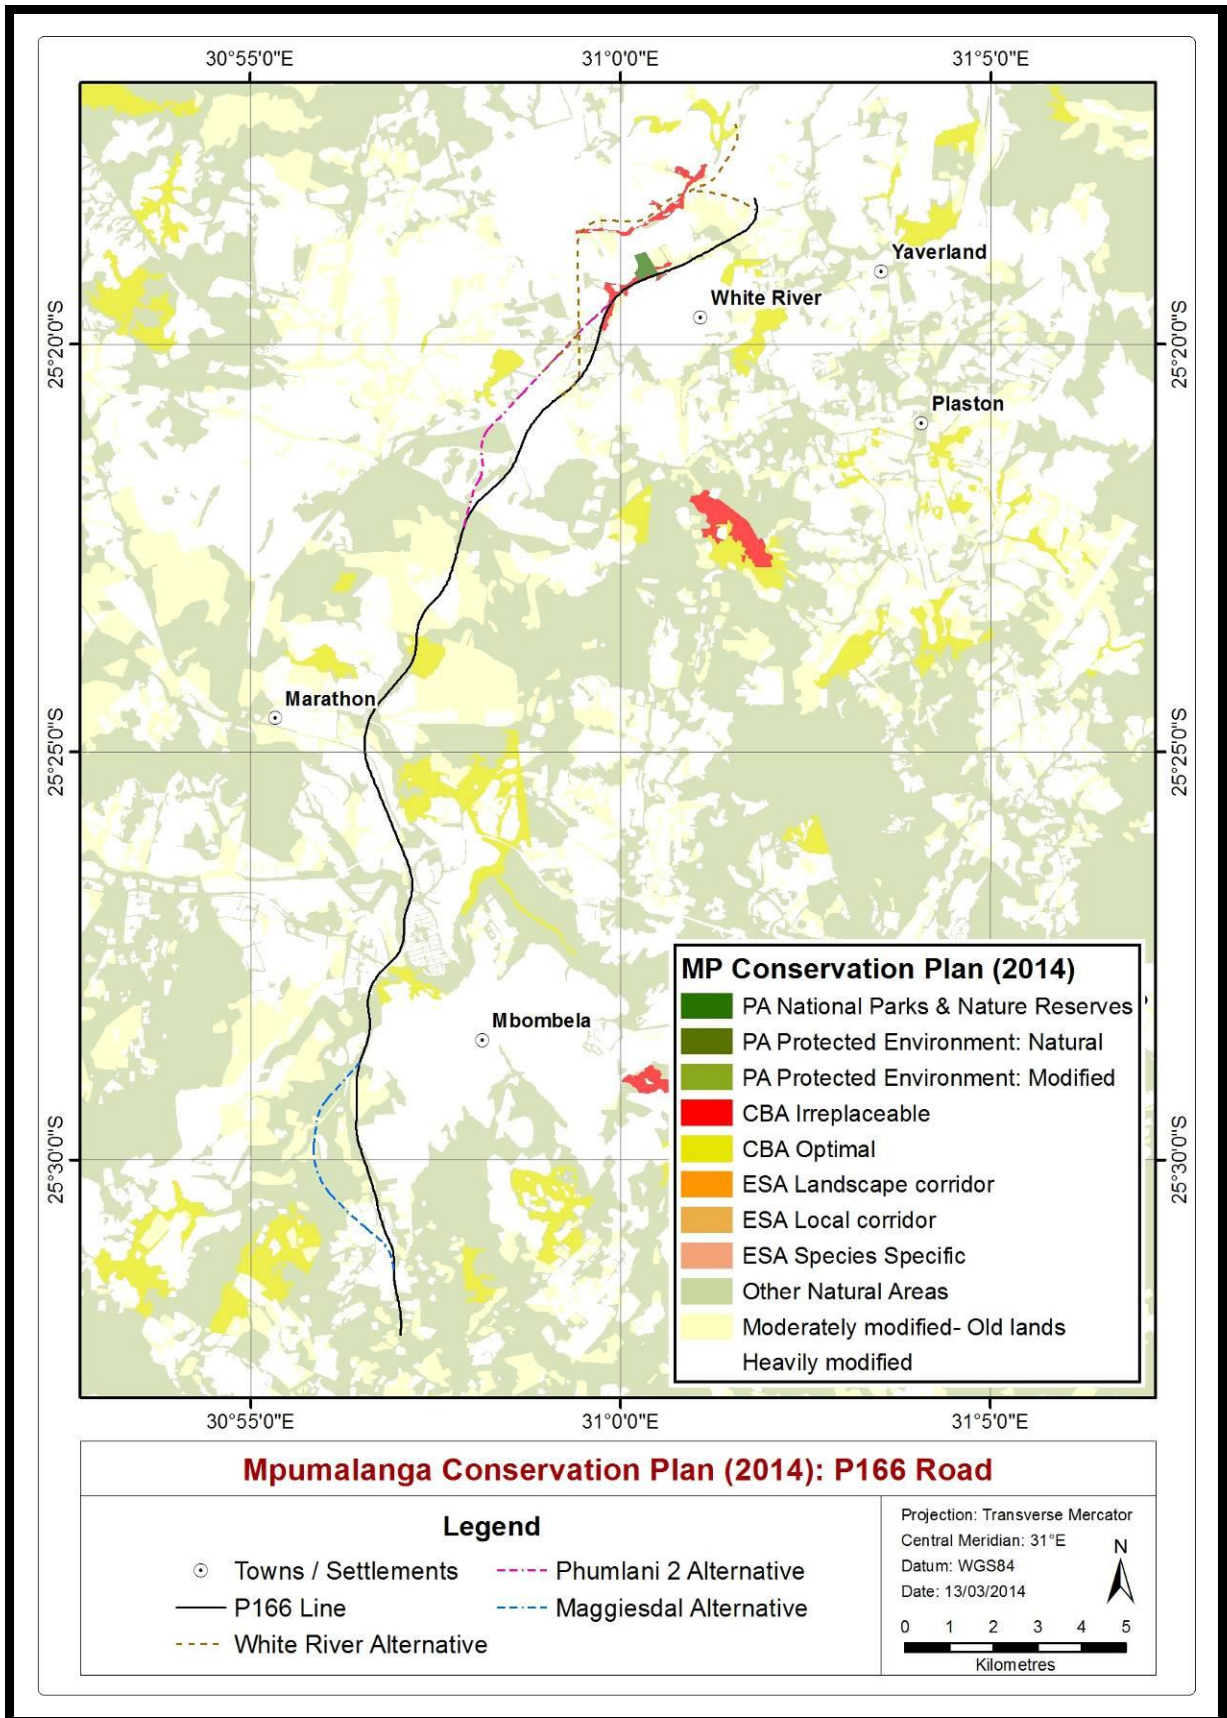 30°55'0"E 31°0'0"E 31°5'0"E
Yaverland
White River
25°20'0"S 25°20'0"S
Plaston
Marathon
25°25'0"S 25°25'0"S
MP Conservation Plan (2014)
PA National Parks & Nature Reserves
PA Protected Environment: Natural
PA Protected Environment: Modified
CBA Irreplaceable
CBA Optimal
ESA Landscape corridor
ESA Local corridor
ESA Species Specific
Other Natural Areas
Moderately modified- Old lands
Heavily modified
Mbombela
25°30'0"S 25°30'0"S
30°55'0"E 31°0'0"E 31°5'0"E
Mpumalanga Conservation Plan (2014): P166 Road
Legend
Towns / Settlements
P166 Line
White River Alternative
Phumlani 2 Alternative
Maggiesdal Alternative
Projection: Transverse Mercator
Central Meridian: 31°E
Datum: WGS84
Date: 13/03/2014
N
0 1 2 3 4 5
Kilometres